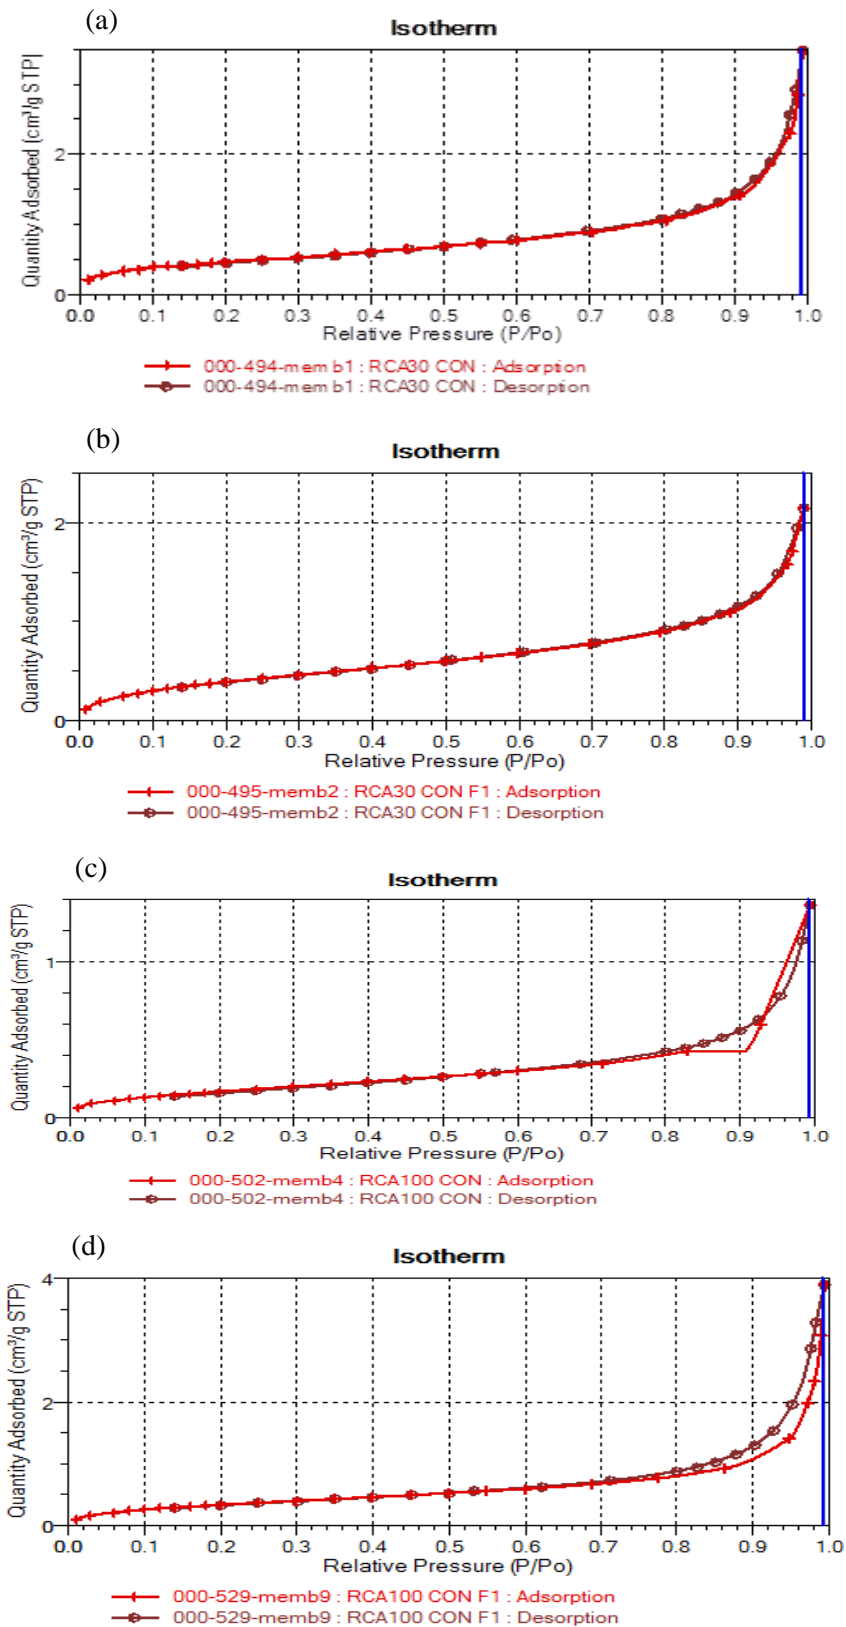 (a)
Isotherm
Quantity Adsorbed (cm³/g STP)
2
0
0.0 0.1 0.2 0.3 0.4 0.5 0.6 0.7 0.8 0.9 1.0
Relative Pressure (P/Po)
000-494-memb1 : RCA30 CON : Adsorption
000-494-memb1 : RCA30 CON : Desorption
(b)
Isotherm
Quantity Adsorbed (cm³/g STP)
2
0
0.0 0.1 0.2 0.3 0.4 0.5 0.6 0.7 0.8 0.9 1.0
Relative Pressure (P/Po)
000-495-memb2 : RCA30 CON F1 : Adsorption
000-495-memb2 : RCA30 CON F1 : Desorption
(c)
Isotherm
Quantity Adsorbed (cm³/g STP)
1
0
0.0 0.1 0.2 0.3 0.4 0.5 0.6 0.7 0.8 0.9 1.0
Relative Pressure (P/Po)
000-502-memb4 : RCA100 CON : Adsorption
000-502-memb4 : RCA100 CON : Desorption
(d)
Isotherm
Quantity Adsorbed (cm³/g STP)
4
2
0
0.0 0.1 0.2 0.3 0.4 0.5 0.6 0.7 0.8 0.9 1.0
Relative Pressure (P/Po)
000-529-memb9 : RCA100 CON F1 : Adsorption
000-529-memb9 : RCA100 CON F1 : Desorption